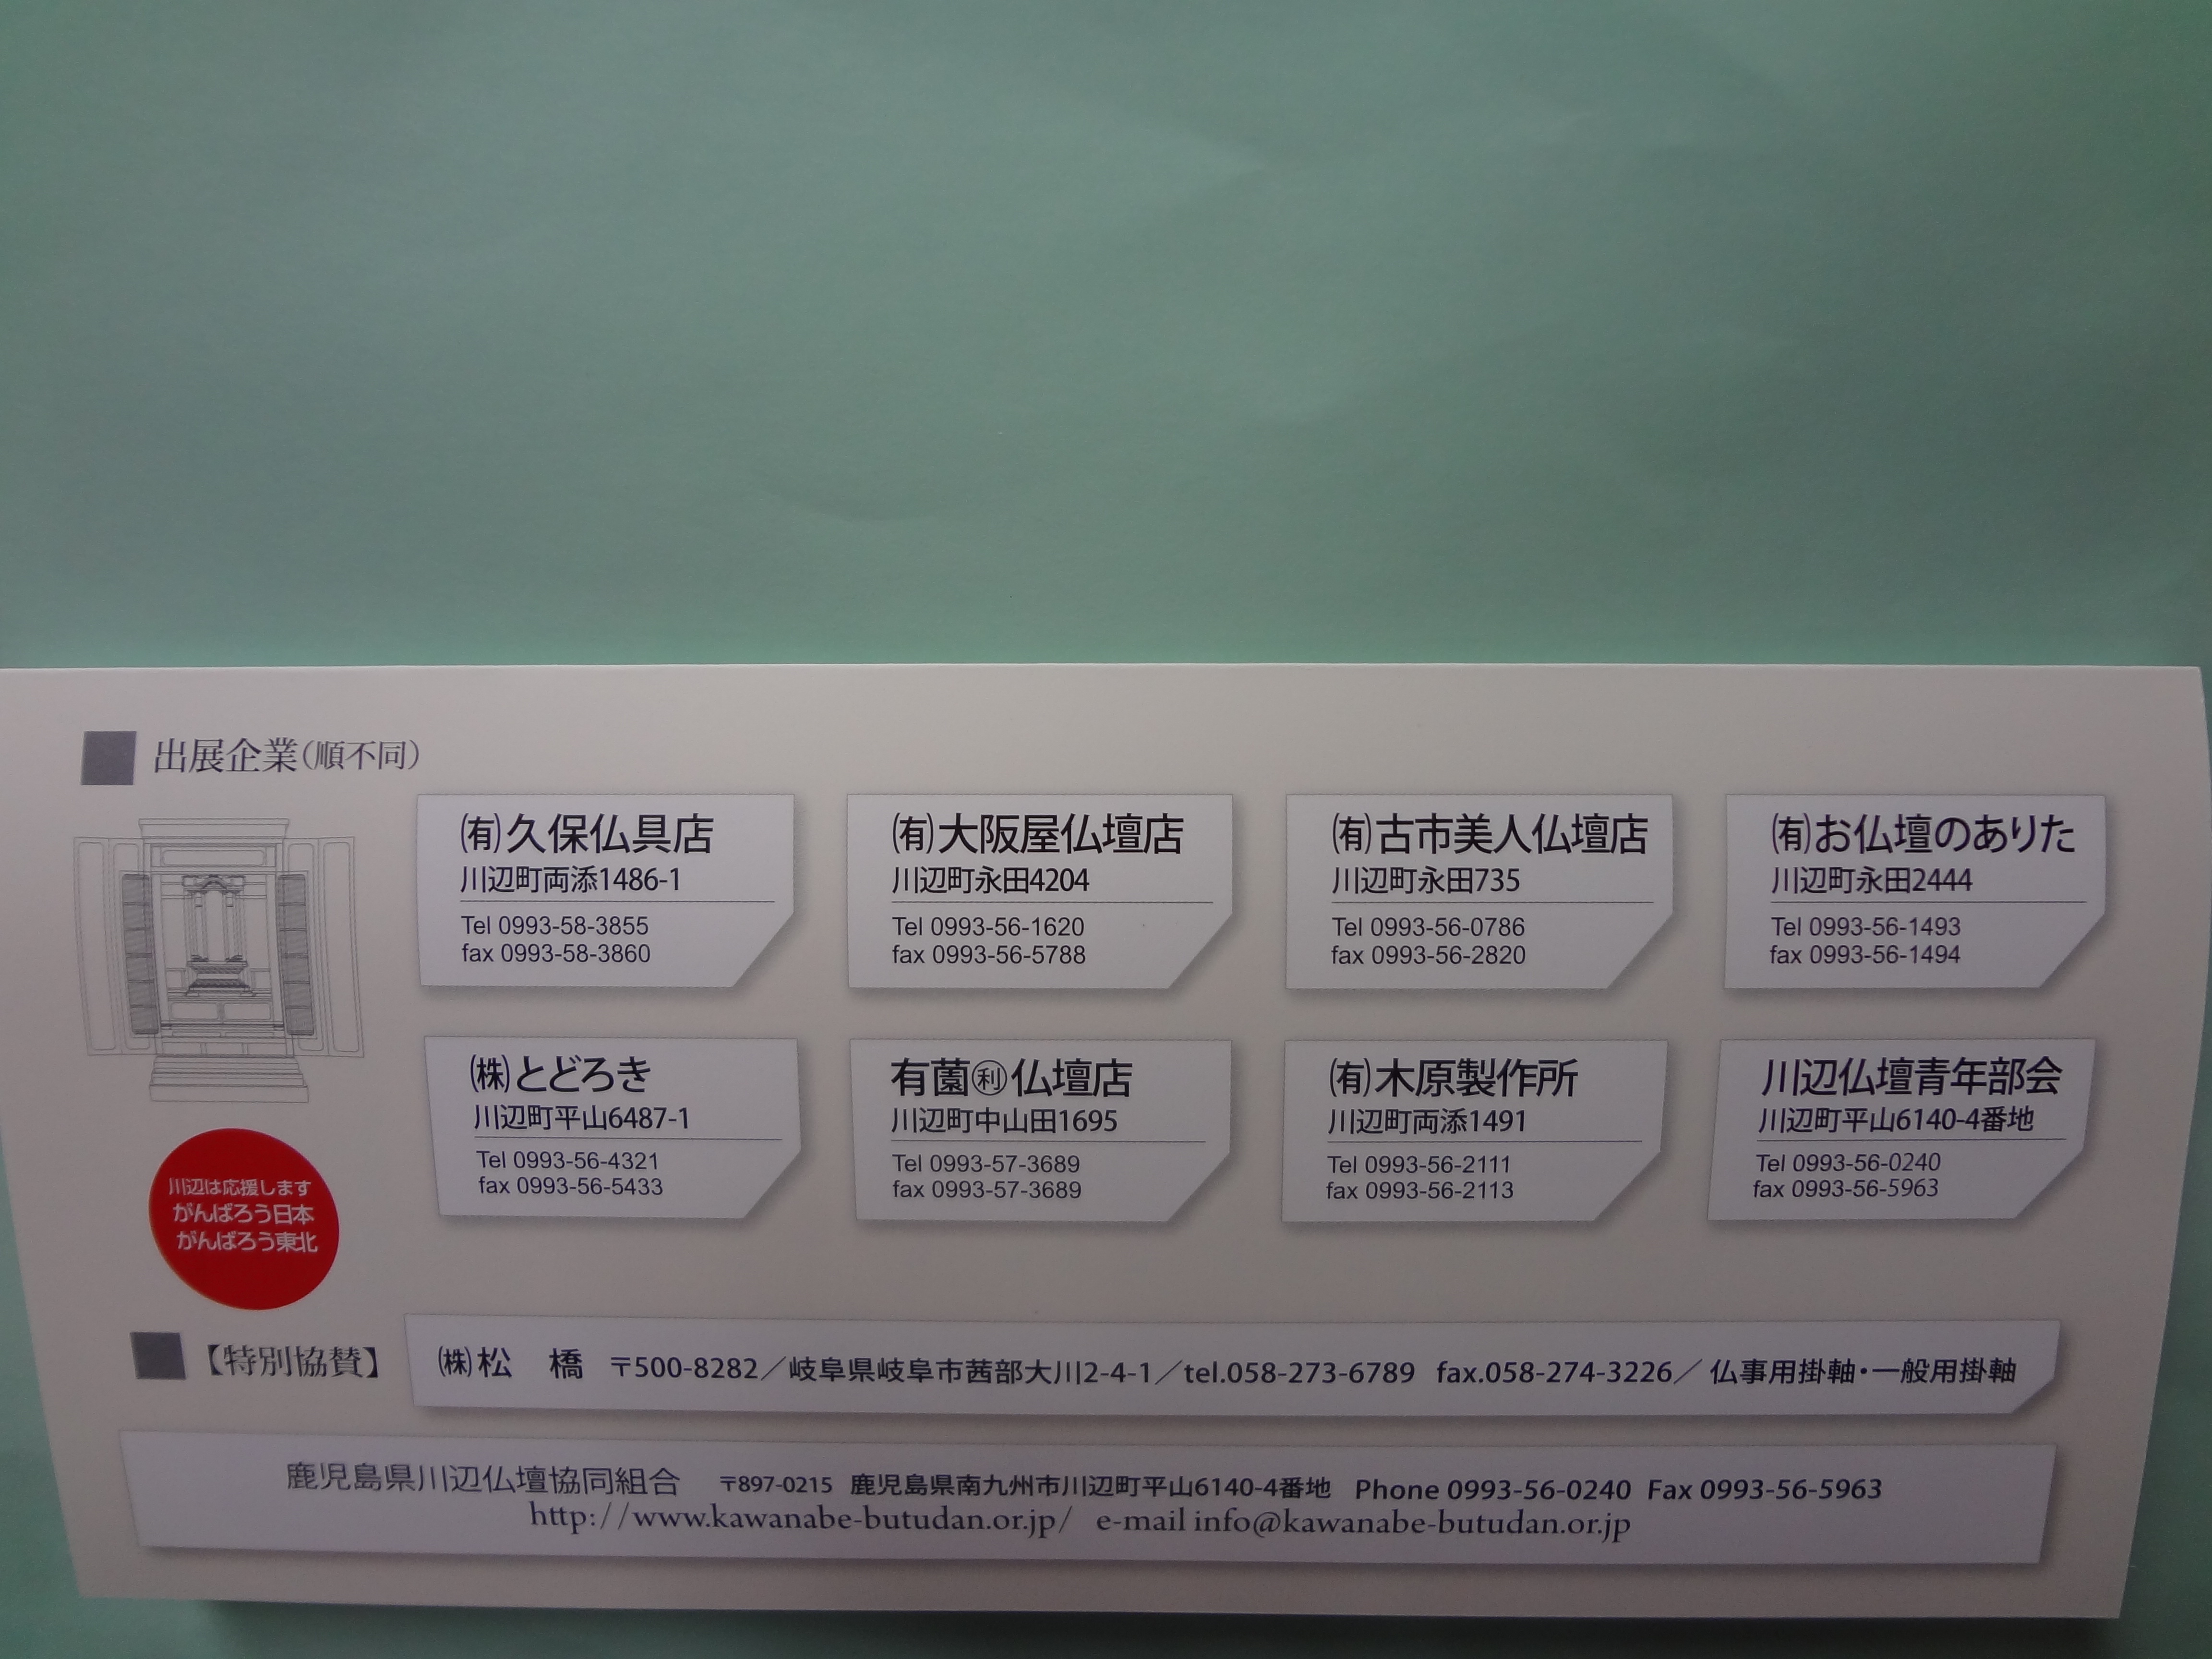 出展企業(順不同)
㈲久保仏具店
川辺町両添1486-1
Tel 0993-58-3855
fax 0993-58-3860
㈲大阪屋仏壇店
川辺町永田4204
Tel 0993-56-1620
fax 0993-56-5788
㈲古市美人仏壇店
川辺町永田735
Tel 0993-56-0786
fax 0993-56-2820
㈲お仏壇のありた
川辺町永田2444
Tel 0993-56-1493
fax 0993-56-1494
㈱とどろき
川辺町平山6487-1
Tel 0993-56-4321
fax 0993-56-5433
有薗㋑仏壇店
川辺町中山田1695
Tel 0993-57-3689
fax 0993-57-3689
㈲木原製作所
川辺町両添1491
Tel 0993-56-2111
fax 0993-56-2113
川辺仏壇青年部会
川辺町平山6140-4番地
Tel 0993-56-0240
fax 0993-56-5963
川辺は応援します
がんばろう日本
がんばろう東北
【特別協賛】
㈱松　橋 〒500-8282／岐阜県岐阜市茜部大川2-4-1／tel.058-273-6789 fax.058-274-3226／仏事用掛軸・一般用掛軸
鹿児島県川辺仏壇協同組合 〒897-0215 鹿児島県南九州市川辺町平山6140-4番地 Phone 0993-56-0240 Fax 0993-56-5963
http://www.kawanabe-butudan.or.jp/ e-mail info@kawanabe-butudan.or.jp